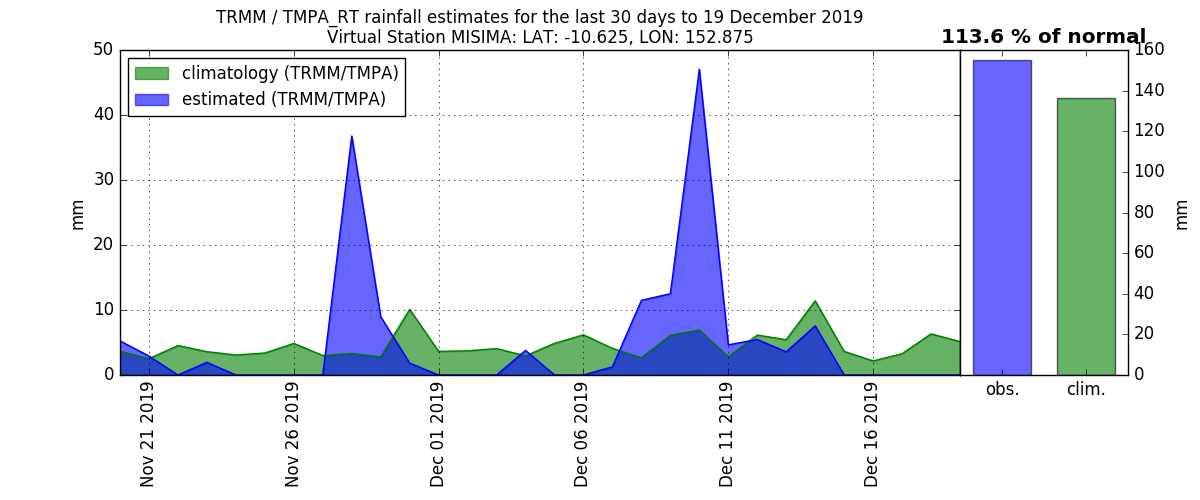 TRMM / TMPA_RT rainfall estimates for the last 30 days to 19 December 2019
Virtual Station MISIMA: LAT: -10.625, LON: 152.875
113.6 % of normal
climatology (TRMM/TMPA)
estimated (TRMM/TMPA)
mm
50
40
30
20
10
0
Nov 21 2019
Nov 26 2019
Dec 01 2019
Dec 06 2019
Dec 11 2019
Dec 16 2019
obs.
clim.
160
140
120
100
80
60
40
20
0
mm